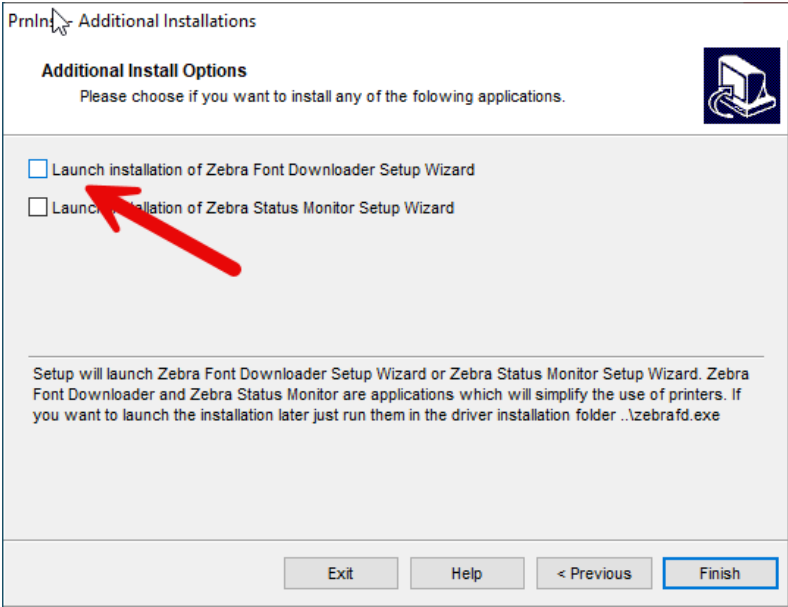 PrnIns - Additional Installations
Additional Install Options
Please choose if you want to install any of the folowing applications.
Launch installation of Zebra Font Downloader Setup Wizard
Launch installation of Zebra Status Monitor Setup Wizard
Setup will launch Zebra Font Downloader Setup Wizard or Zebra Status Monitor Setup Wizard. Zebra
Font Downloader and Zebra Status Monitor are applications which will simplify the use of printers. If
you want to launch the installation later just run them in the driver installation folder ..\zebrafd.exe
Exit
Help
< Previous
Finish